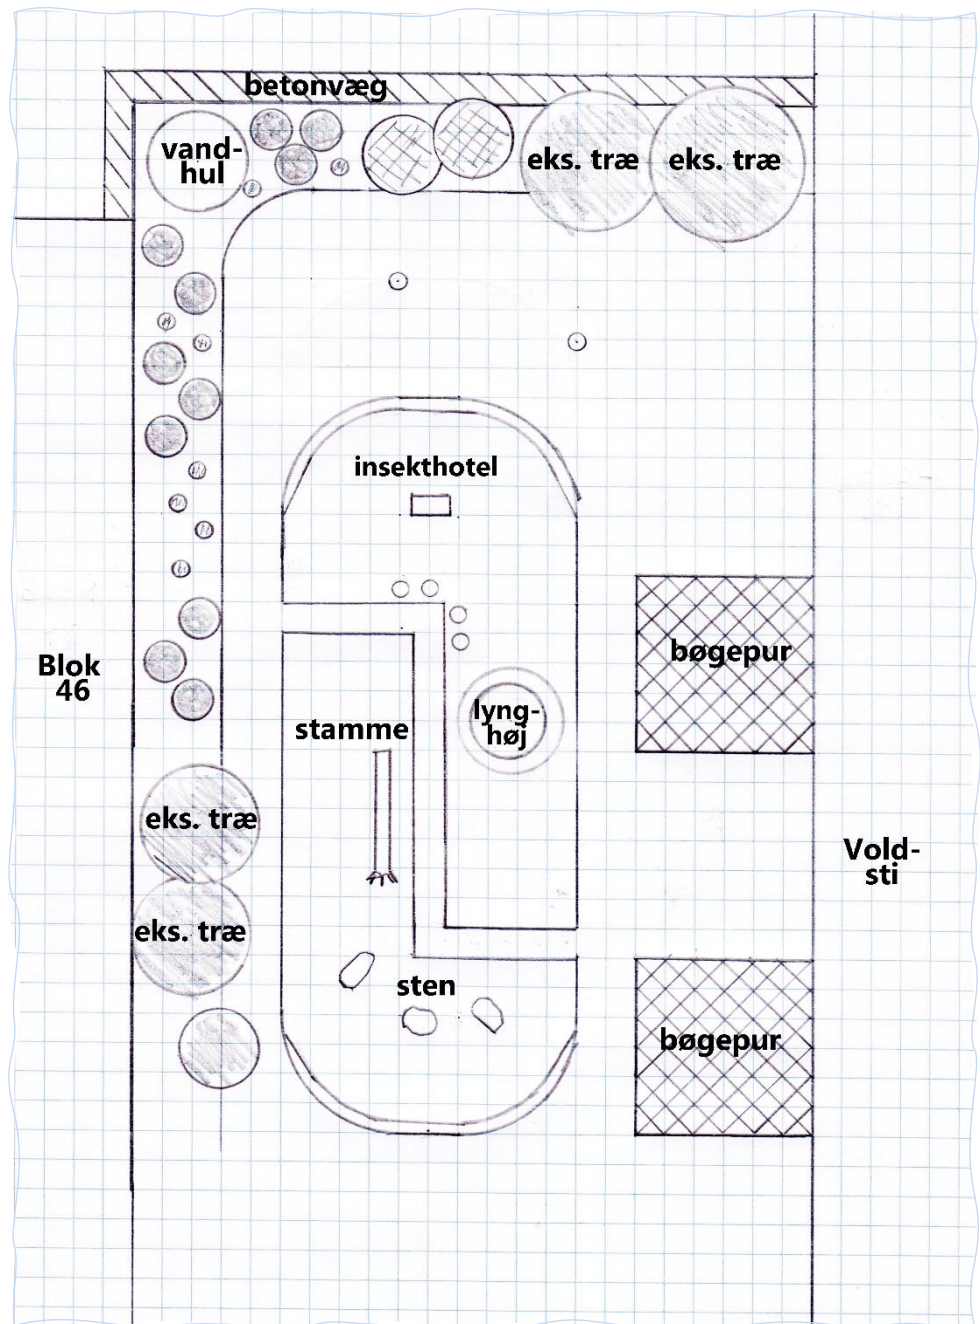 betonvæg
vand-
hul
eks. træ
eks. træ
insekthotel
bøgepur
Blok
46
lyng-
høj
stamme
eks. træ
Vold-
sti
eks. træ
sten
bøgepur